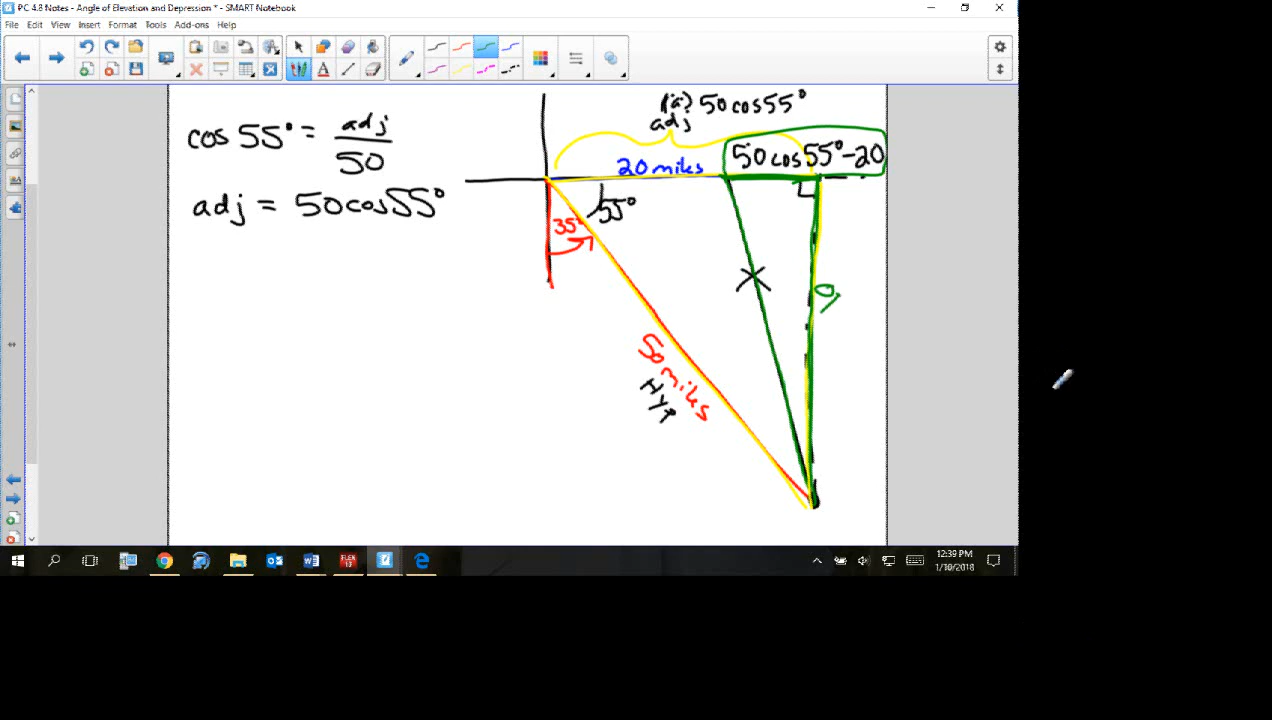 PC 4.8 Notes - Angle of Elevation and Depression * - SMART Notebook
File Edit View Insert Format Tools Add-ons Help
(a) 50cos55°
adj
cos 55° = adj/50
50cos55°-20
20 miles
adj = 50cos55°
55°
35°
50 miles
Hyp
12:39 PM
1/10/2018